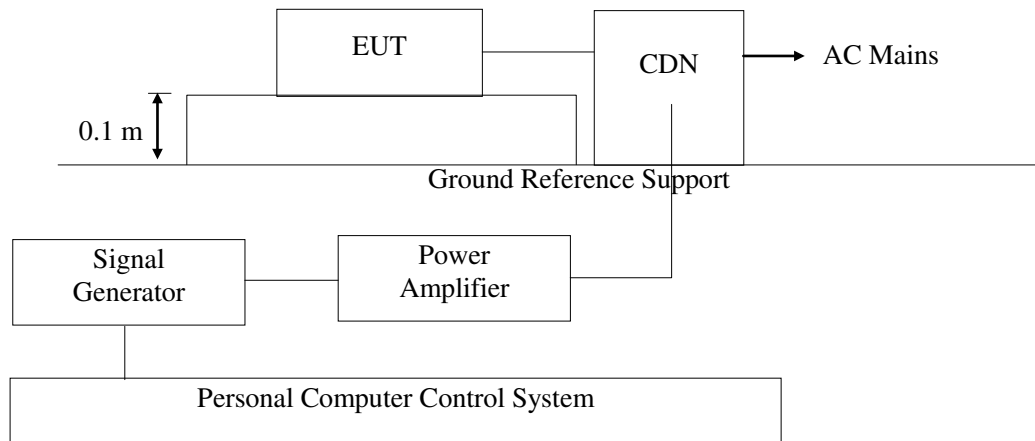 EUT
CDN
AC Mains
0.1 m
Ground Reference Support
Signal
Generator
Power
Amplifier
Personal Computer Control System